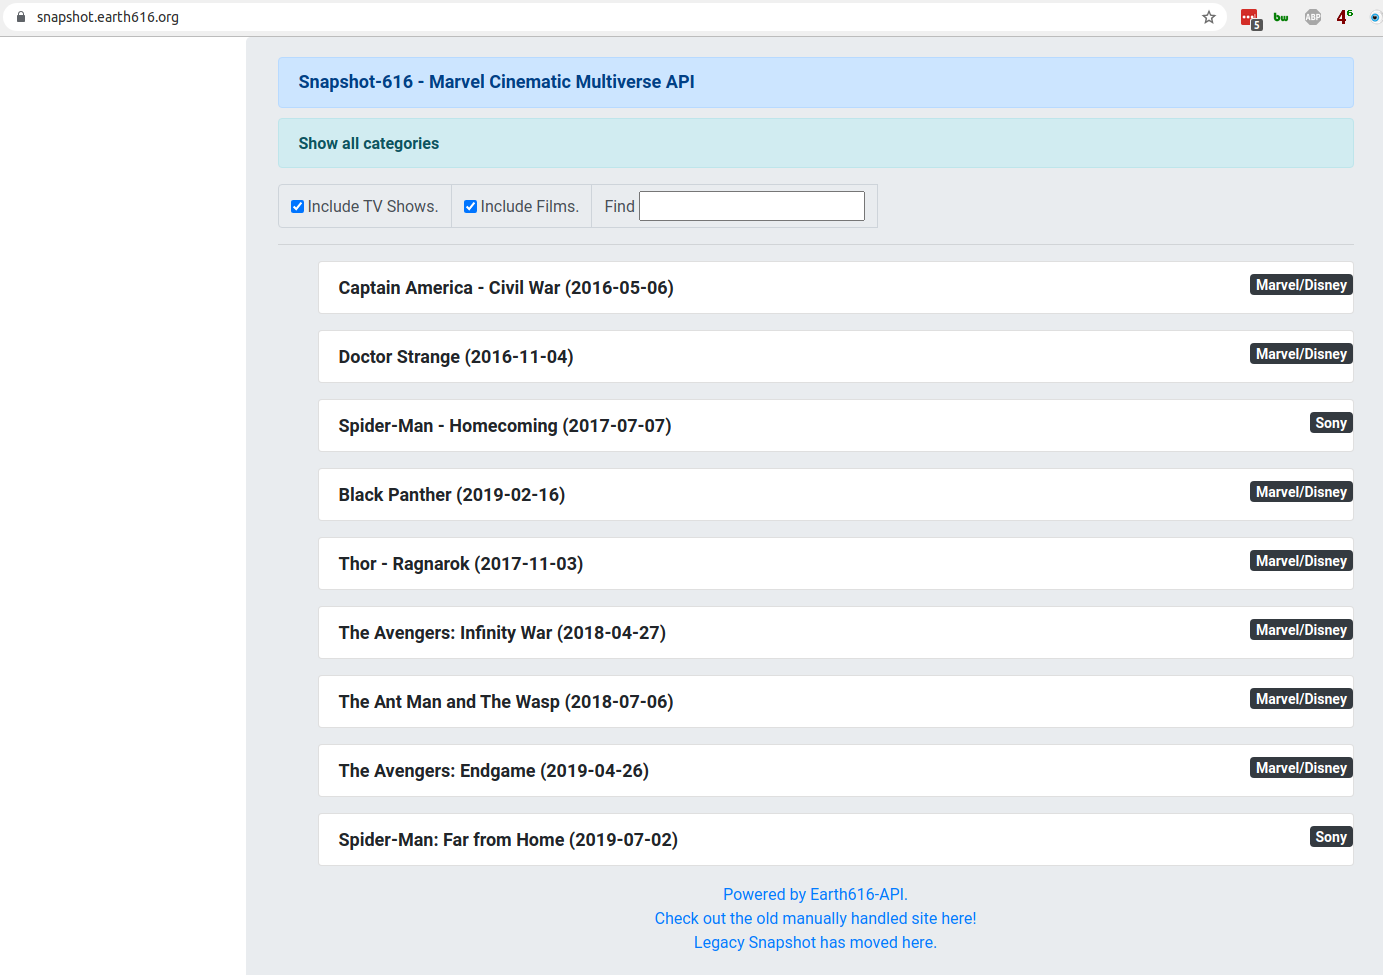 snapshot.earth616.org
5
bw
ABP
46
Snapshot-616 - Marvel Cinematic Multiverse API
Show all categories
Include TV Shows.
Include Films.
Find
Captain America - Civil War (2016-05-06)
Marvel/Disney
Doctor Strange (2016-11-04)
Marvel/Disney
Spider-Man - Homecoming (2017-07-07)
Sony
Black Panther (2019-02-16)
Marvel/Disney
Thor - Ragnarok (2017-11-03)
Marvel/Disney
The Avengers: Infinity War (2018-04-27)
Marvel/Disney
The Ant Man and The Wasp (2018-07-06)
Marvel/Disney
The Avengers: Endgame (2019-04-26)
Marvel/Disney
Spider-Man: Far from Home (2019-07-02)
Sony
Powered by Earth616-API.
Check out the old manually handled site here!
Legacy Snapshot has moved here.